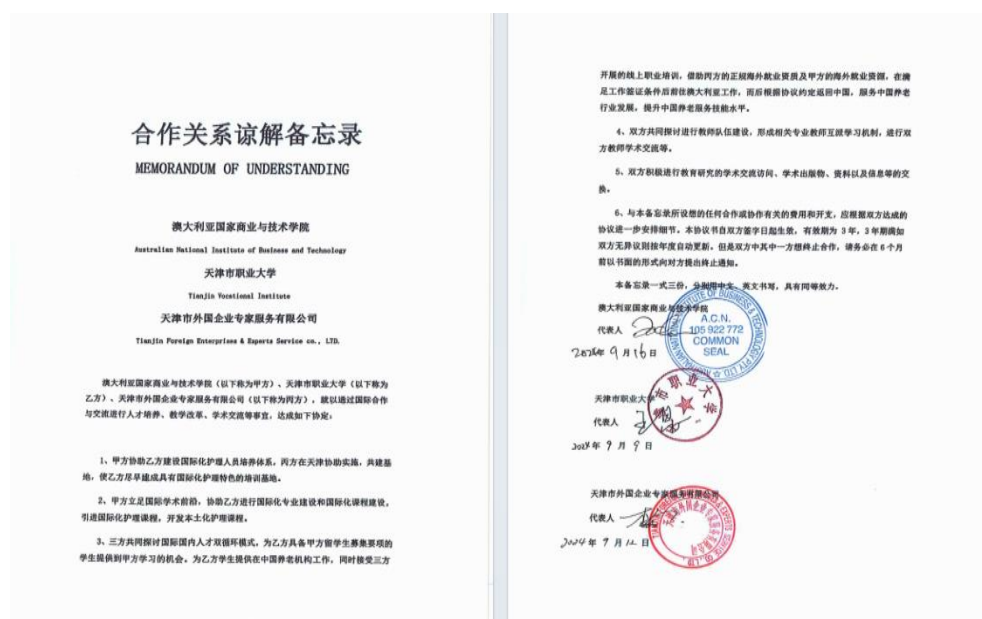 合作关系谅解备忘录
MEMORANDUM OF UNDERSTANDING
澳大利亚国家商业与技术学院
Australian National Institute of Business and Technology
天津市职业大学
Tianjin Vocational Institute
天津市外国企业专家服务有限公司
Tianjin Foreign Enterprises & Experts Service co., LTD.
澳大利亚国家商业与技术学院（以下称为甲方）、天津市职业大学（以下称为
乙方）、天津市外国企业专家服务有限公司（以下称为丙方），就以通过国际合作
与交流进行人才培养、教学改革、学术交流等事宜，达成如下协定：
1、甲方协助乙方建设国际化护理人员培养体系，丙方在天津协助实施，共建基
地，使乙方尽早建成具有国际化护理特色的培训基地。
2、甲方立足国际学术前沿，协助乙方进行国际化专业建设和国际化课程建设，
引进国际化护理课程，开发本土化护理课程。
3、三方共同探讨国际国内人才双循环模式，为乙方具备甲方留学生募集要项的
学生提供到甲方学习的机会。为乙方学生提供在中国养老机构工作，同时接受三方
开展的线上职业培训，借助丙方的正规海外就业资质及甲方的海外就业资源，在满
足工作签证条件后前往澳大利亚工作，而后根据协议约定返回中国，服务中国养老
行业发展，提升中国养老服务技能水平。
4、双方共同探讨进行教师队伍建设，形成相关专业教师互派学习机制，进行双
方教师学术交流等。
5、双方积极进行教育研究的学术交流访问、学术出版物、资料以及信息等的交
换。
6、与本备忘录所设想的任何合作或协作有关的费用和开支，应根据双方达成的
协议进一步安排细节。本协议书自双方签字日起生效，有效期为 3年，3年期满如
双方无异议则按年度自动更新。但是双方中其中一方想终止合作，请务必在6个月
前以书面的形式向对方提出终止通知。
本备忘录一式三份，分别用中文、英文书写，具有同等效力。
澳大利亚国家商业与技术学院
代表人
2024年 9月16日
A.C.N.
105 922 772
COMMON
SEAL
天津市职业大学
代表人
2024年 9月 9日
天津市外国企业专家服务有限公司
代表人
2024年 9月12日